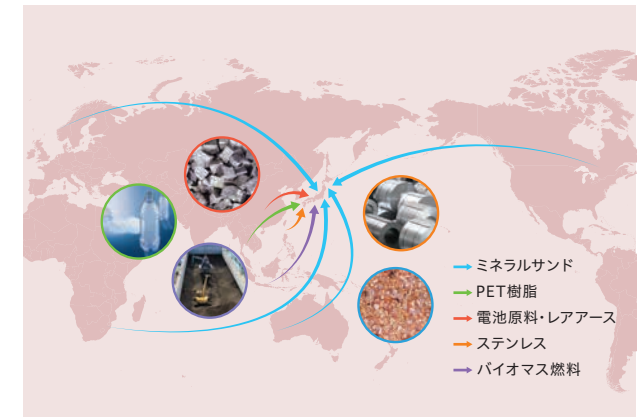 ミネラルサンド
PET樹脂
電池原料・レアアース
ステンレス
バイオマス燃料